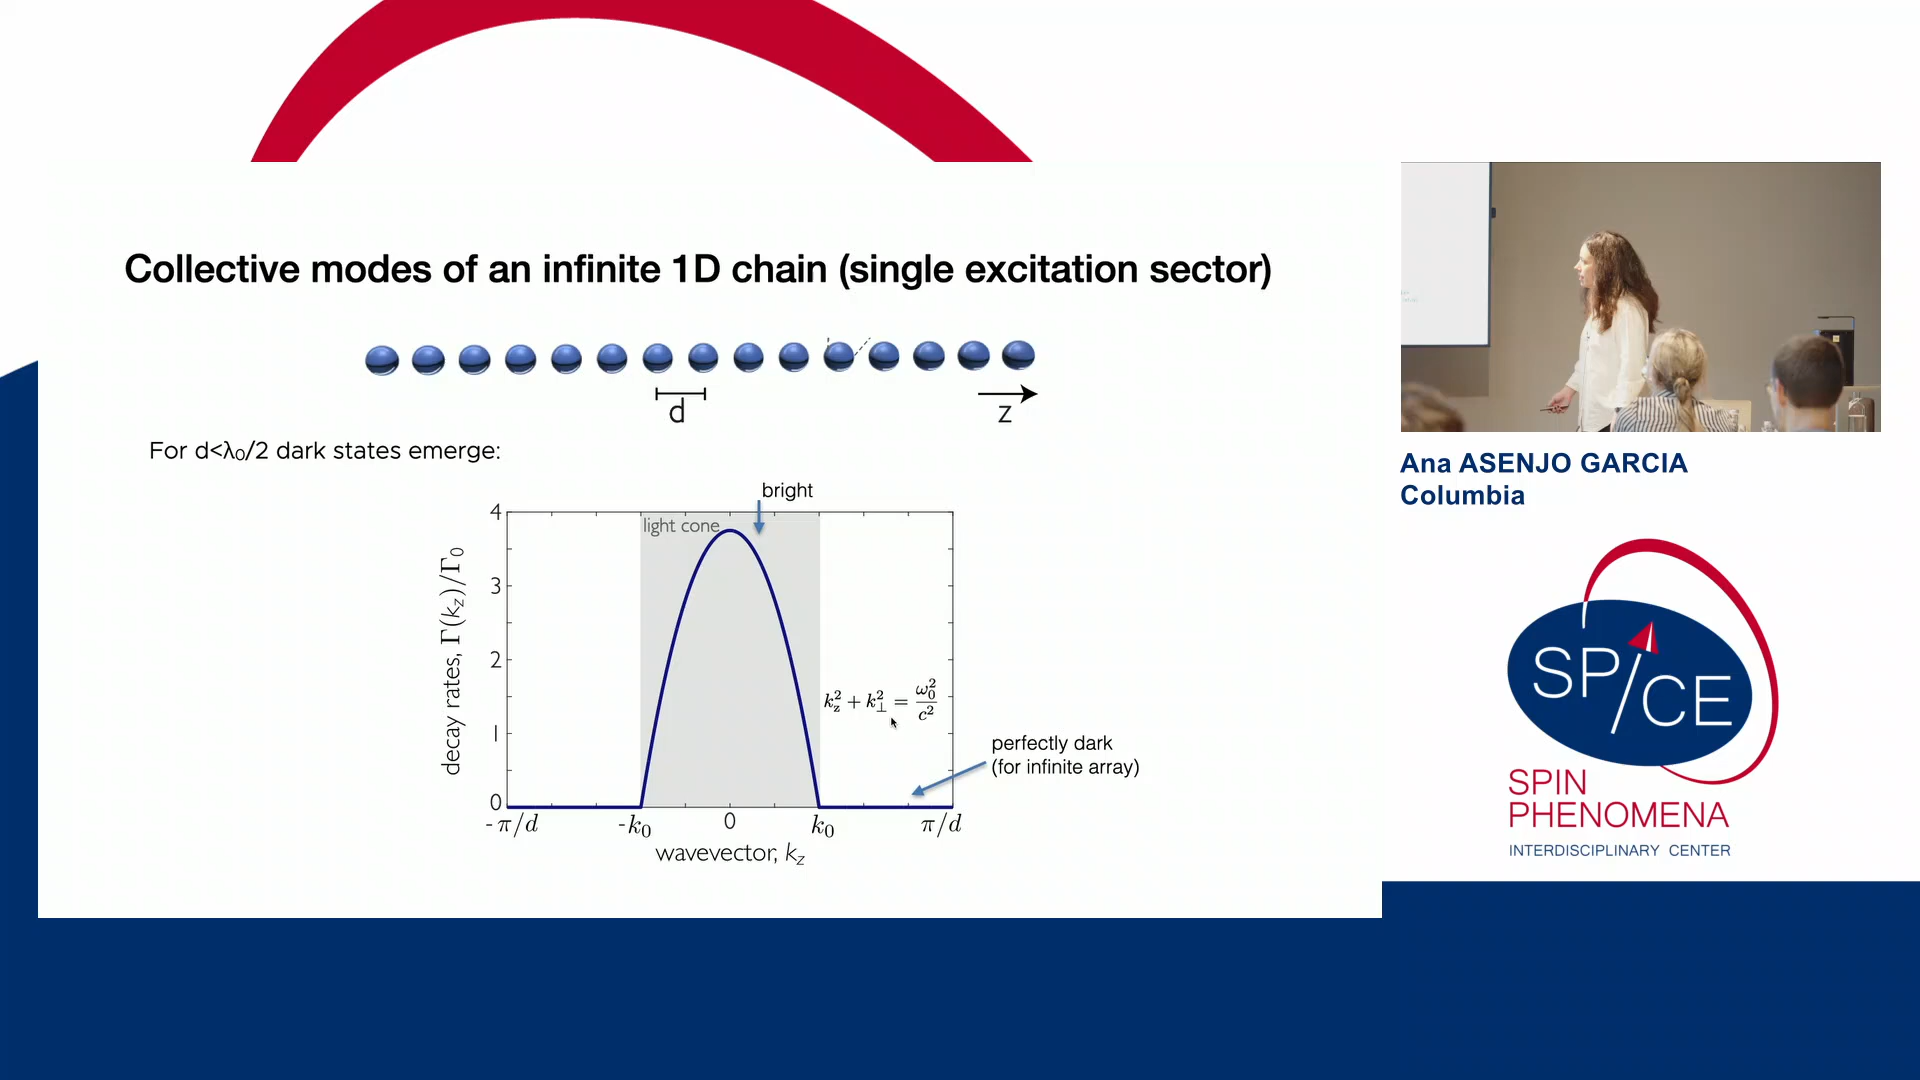 Collective modes of an infinite 1D chain (single excitation sector)
d
z
For d<λ₀/2 dark states emerge:
bright
light cone
4
3
2
1
0
decay rates, Γ(k_z)/Γ₀
k_z² + k_⊥² = ω₀²/c²
perfectly dark
(for infinite array)
-π/d
-k₀
0
k₀
π/d
wavevector, k_z
Ana ASENJO GARCIA
Columbia
SPICE
SPIN
PHENOMENA
INTERDISCIPLINARY CENTER